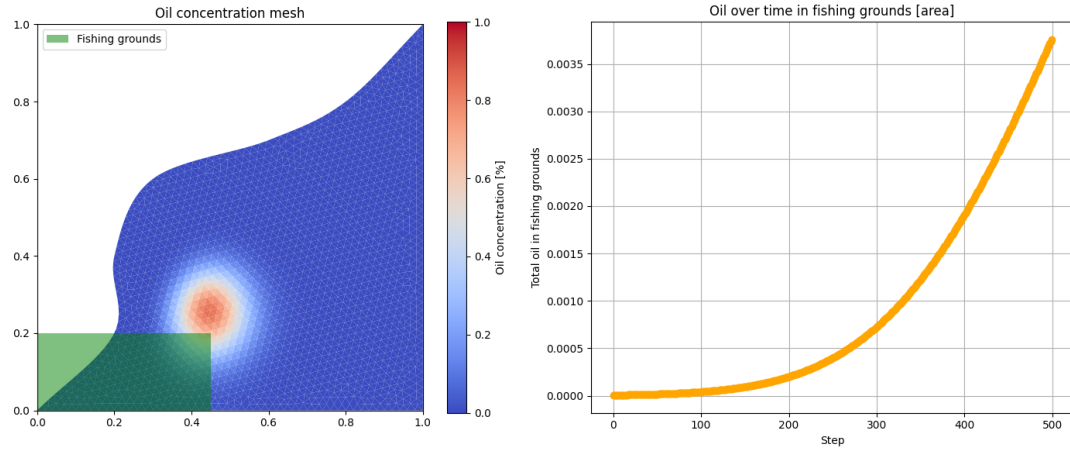 Oil concentration mesh
Fishing grounds
1.0
0.8
0.6
0.4
0.2
0.0
0.0 0.2 0.4 0.6 0.8 1.0
1.0
0.8
0.6
0.4
0.2
0.0
Oil concentration [%]
Oil over time in fishing grounds [area]
Total oil in fishing grounds
0.0035
0.0030
0.0025
0.0020
0.0015
0.0010
0.0005
0.0000
0 100 200 300 400 500
Step